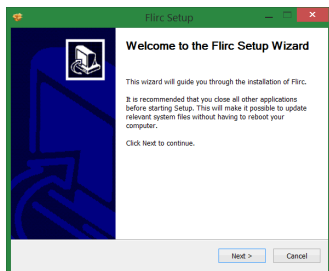 Flirc Setup
Welcome to the Flirc Setup Wizard
This wizard will guide you through the installation of Flirc.
It is recommended that you close all other applications
before starting Setup. This will make it possible to update
relevant system files without having to reboot your
computer.
Click Next to continue.
Next >
Cancel